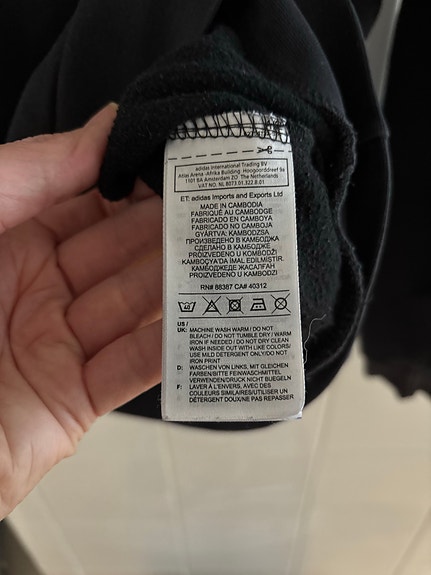 adidas International Trading BV
Atlas Arena -Afrika Building- Hoogoorddreef 9a
1101 BA Amsterdam ZO The Netherlands
VAT NO. NL 8073.01.322.B.01
ET: adidas Imports and Exports Ltd
MADE IN CAMBODIA
FABRIQUÉ AU CAMBODGE
FABRICADO EN CAMBOYA
FABRICADO NO CAMBOJA
GYÁRTVA: KAMBODZSA
ПРОИЗВЕДЕНО В КАМБОДЖА
СДЕЛАНО В КАМБОДЖЕ
PROIZVEDENO U KOMBODŽI
KAMBOÇYA'DA İMAL EDİLMİŞTİR.
КАМБОДЖЕДЕ ЖАСАЛҒАН
PROIZVEDENO U KAMBODŽI
RN# 88387 CA# 40312
40
US /
UK: MACHINE WASH WARM / DO NOT
BLEACH / DO NOT TUMBLE DRY / WARM
IRON IF NEEDED / DO NOT DRY CLEAN
WASH INSIDE OUT WITH LIKE COLORS/
USE MILD DETERGENT ONLY/DO NOT
IRON PRINT
D: WASCHEN VON LINKS, MIT GLEICHEN
FARBEN/BITTE FEINWASCHMITTEL
VERWENDEN/DRUCK NICHT BUEGELN
F: LAVER À L'ENVERS, AVEC DES
COULEURS SIMILAIRES/UTILISER UN
DÉTERGENT DOUX/NE PAS REPASSER